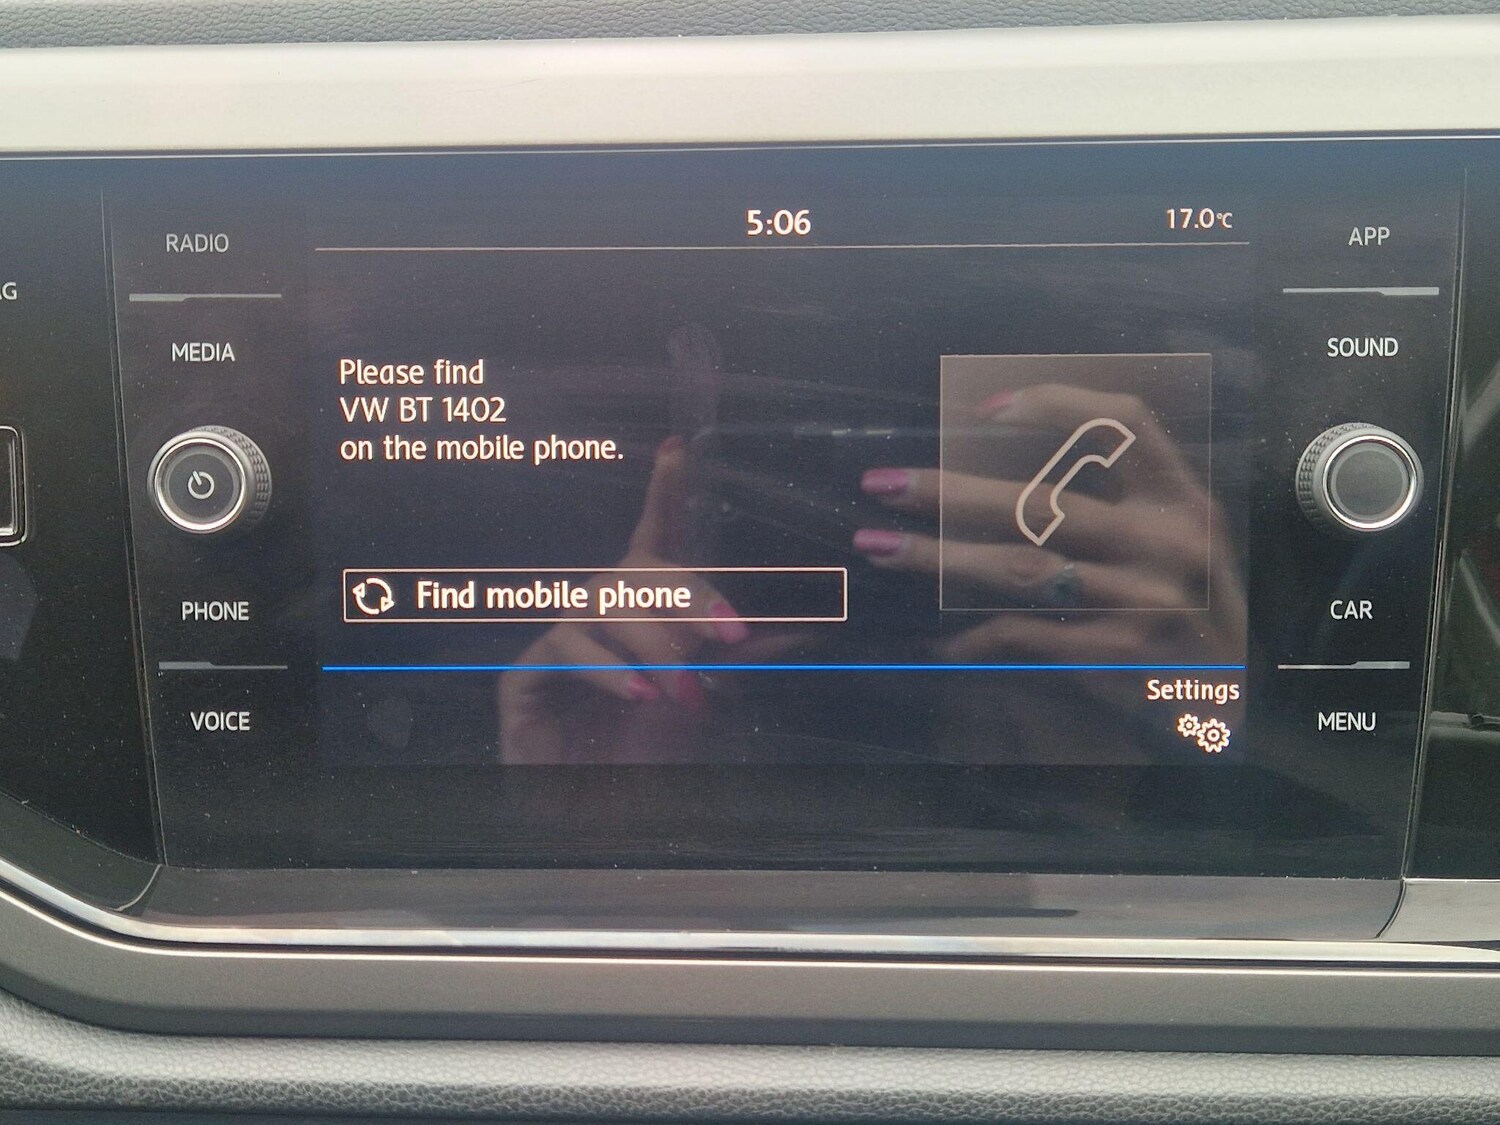 5:06
17.0°C
RADIO
MEDIA
PHONE
VOICE
Please find
VW BT 1402
on the mobile phone.
Find mobile phone
Settings
APP
SOUND
CAR
MENU